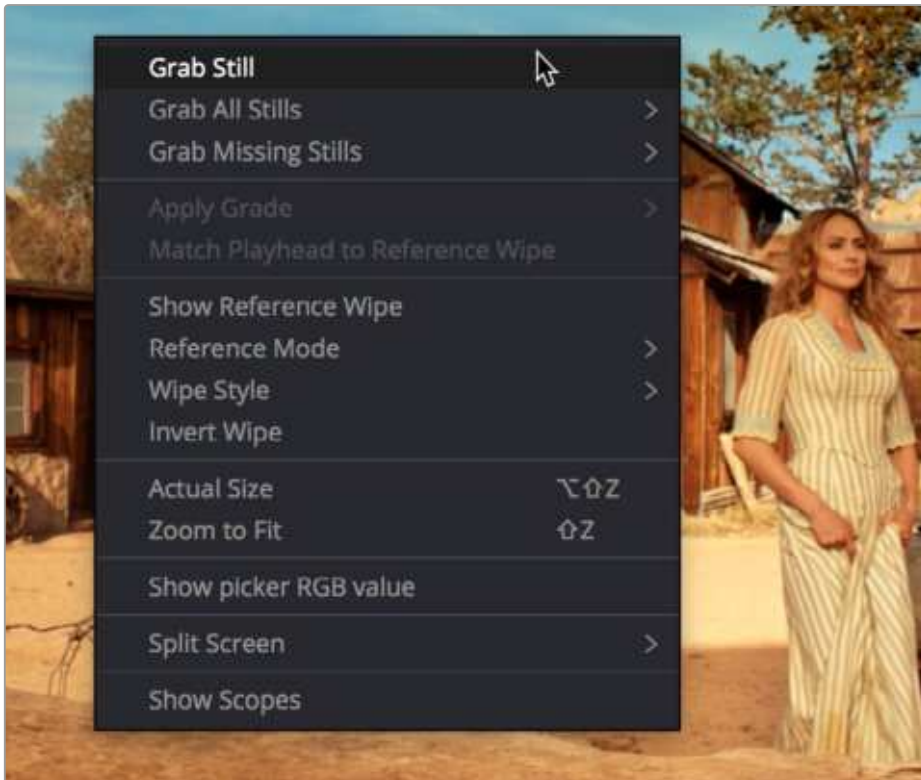 Grab Still
Grab All Stills
Grab Missing Stills
Apply Grade
Match Playhead to Reference Wipe
Show Reference Wipe
Reference Mode
Wipe Style
Invert Wipe
Actual Size ⌥⇧Z
Zoom to Fit ⇧Z
Show picker RGB value
Split Screen
Show Scopes